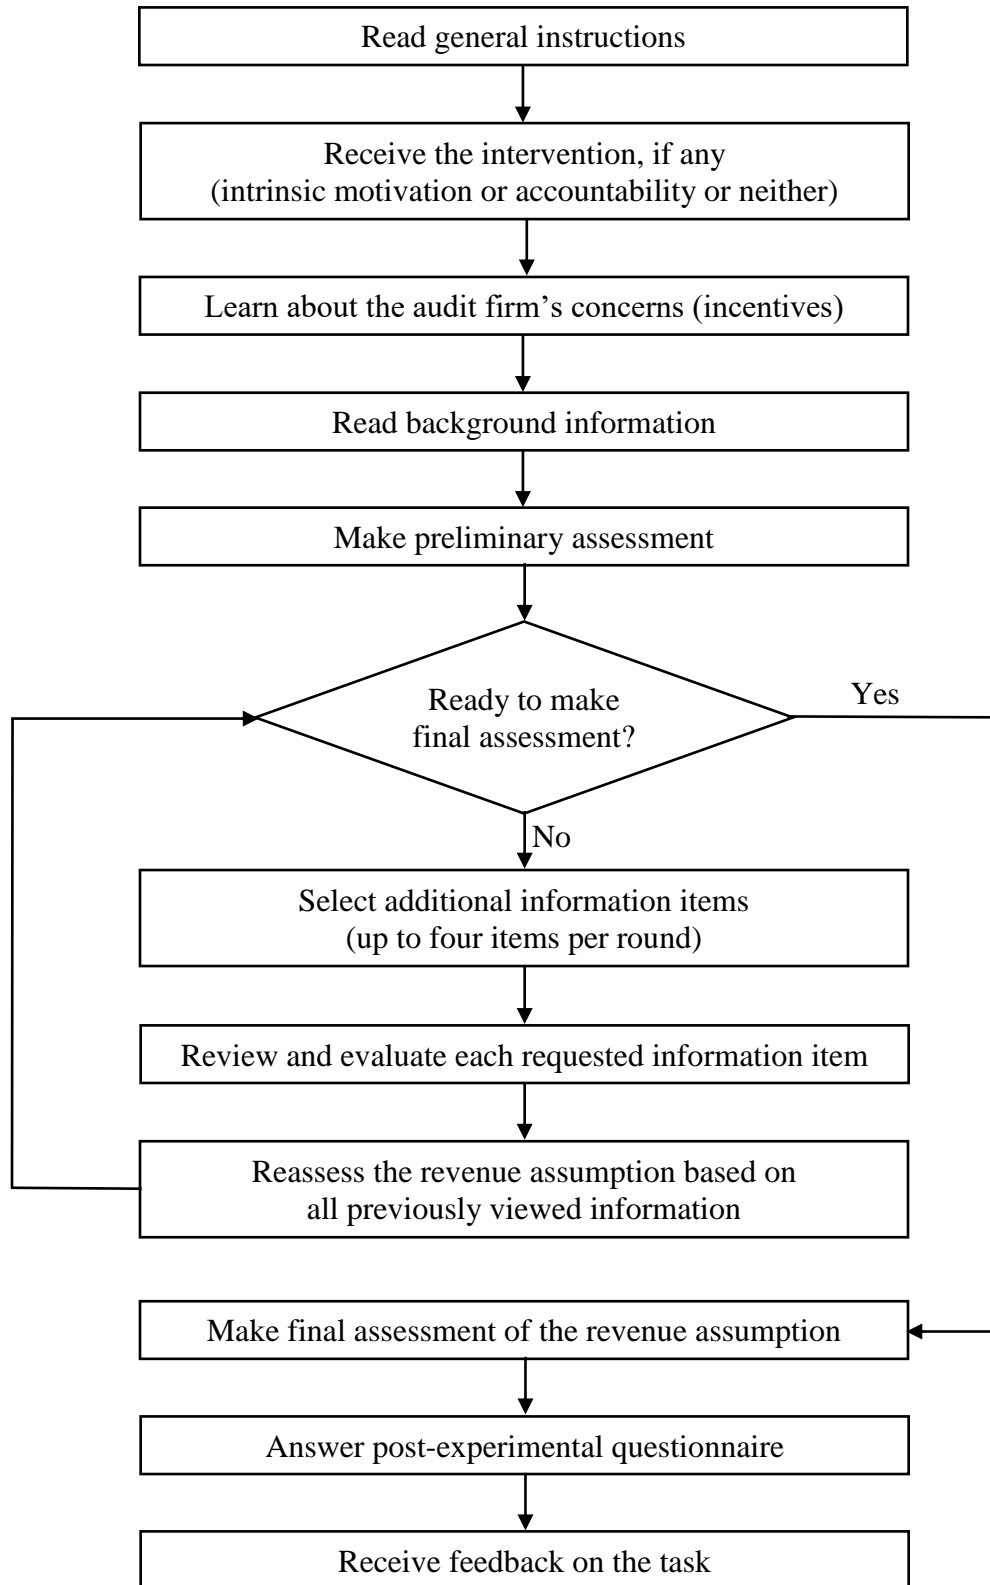 Read general instructions
Receive the intervention, if any
(intrinsic motivation or accountability or neither)
Learn about the audit firm’s concerns (incentives)
Read background information
Make preliminary assessment
Ready to make
final assessment?
Yes
No
Select additional information items
(up to four items per round)
Review and evaluate each requested information item
Reassess the revenue assumption based on
all previously viewed information
Make final assessment of the revenue assumption
Answer post-experimental questionnaire
Receive feedback on the task